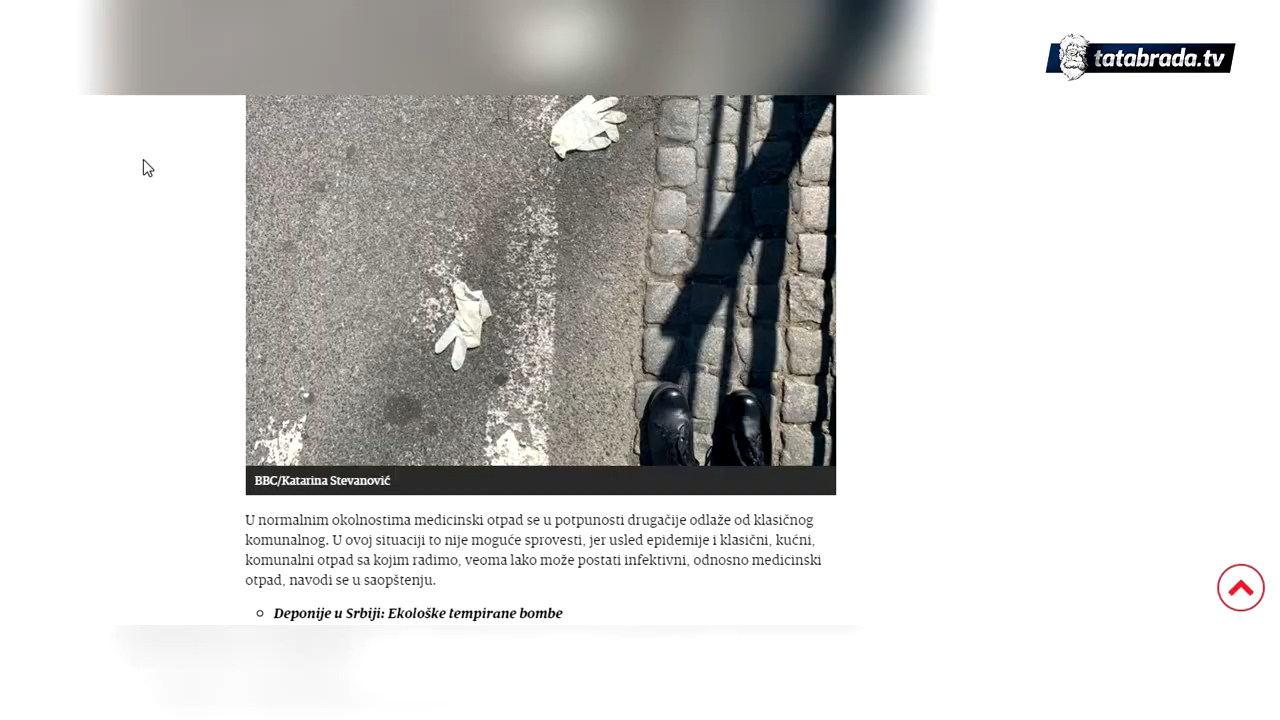 tatabrada.tv
BBC/Katarina Stevanović
U normalnim okolnostima medicinski otpad se u potpunosti drugačije odlaže od klasičnog
komunalnog. U ovoj situaciji to nije moguće sprovesti, jer usled epidemije i klasični, kućni,
komunalni otpad sa kojim radimo, veoma lako može postati infektivni, odnosno medicinski
otpad, navodi se u saopštenju.
Deponije u Srbiji: Ekološke tempirane bombe